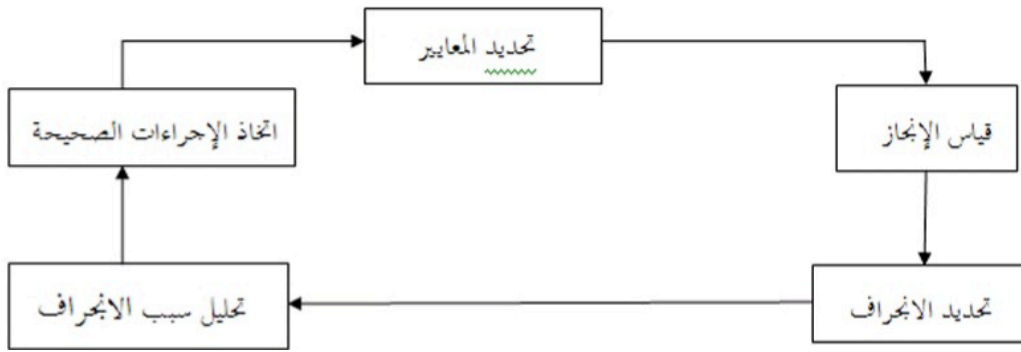 تحديد المعايير
قياس الإنجاز
تحديد الانحراف
تحليل سبب الانحراف
اتخاذ الإجراءات الصحيحة